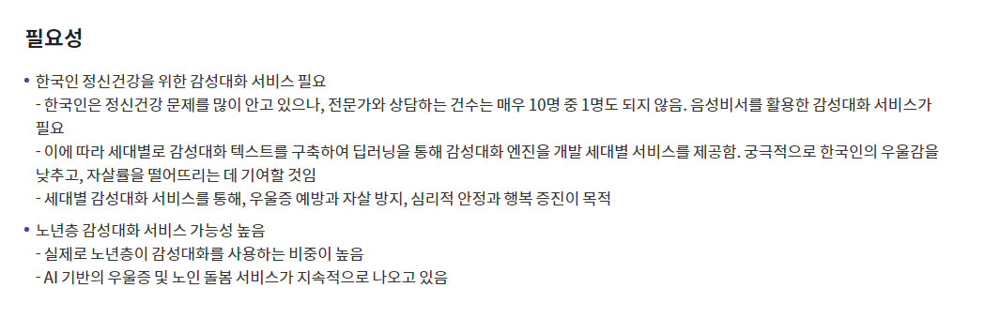 필요성
• 한국인 정신건강을 위한 감성대화 서비스 필요
- 한국인은 정신건강 문제를 많이 안고 있으나, 전문가와 상담하는 건수는 매우 10명 중 1명도 되지 않음. 음성비서를 활용한 감성대화 서비스가
필요
- 이에 따라 세대별로 감성대화 텍스트를 구축하여 딥러닝을 통해 감성대화 엔진을 개발 세대별 서비스를 제공함. 궁극적으로 한국인의 우울감을
낮추고, 자살률을 떨어뜨리는 데 기여할 것임
- 세대별 감성대화 서비스를 통해, 우울증 예방과 자살 방지, 심리적 안정과 행복 증진이 목적
• 노년층 감성대화 서비스 가능성 높음
- 실제로 노년층이 감성대화를 사용하는 비중이 높음
- AI 기반의 우울증 및 노인 돌봄 서비스가 지속적으로 나오고 있음